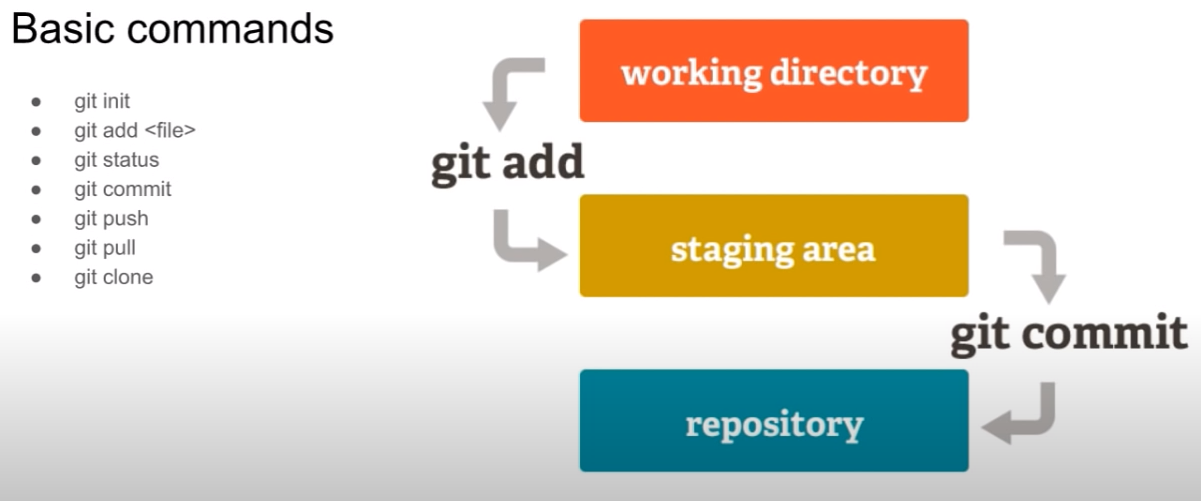 Basic commands
● git init
● git add <file>
● git status
● git commit
● git push
● git pull
● git clone
working directory
git add
staging area
git commit
repository